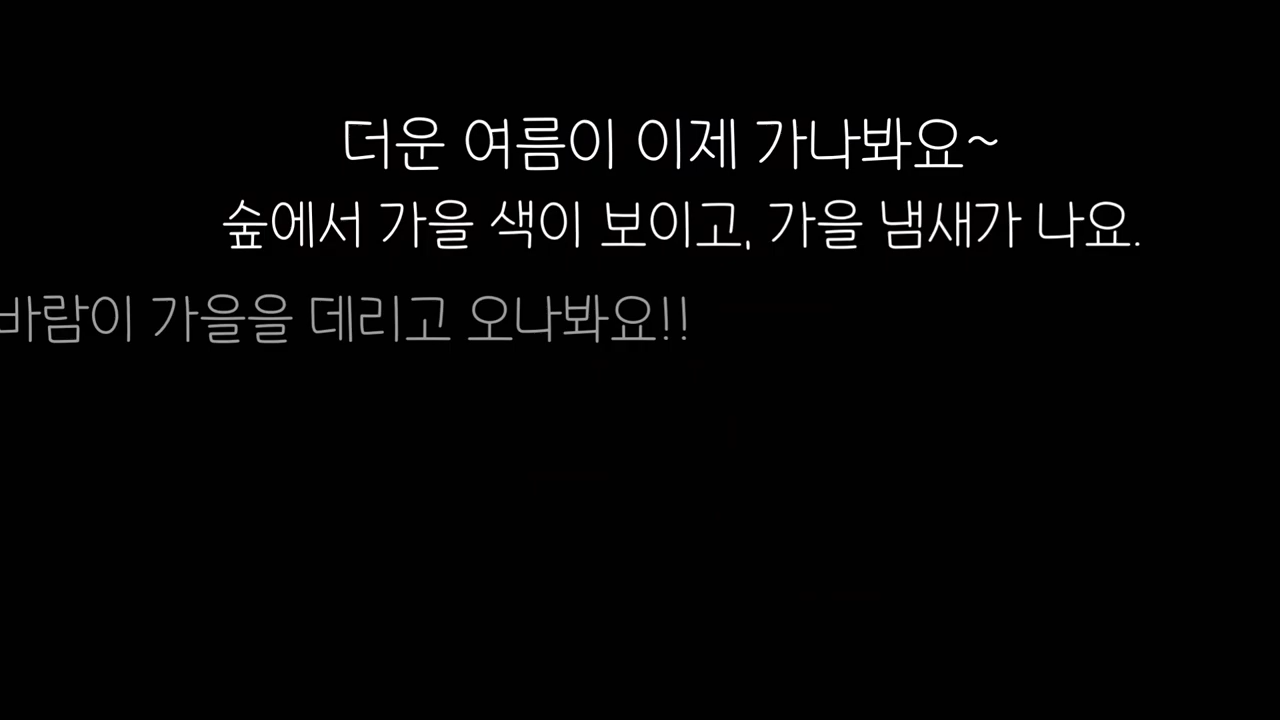 더운 여름이 이제 가나봐요~
숲에서 가을 색이 보이고, 가을 냄새가 나요.
바람이 가을을 데리고 오나봐요!!